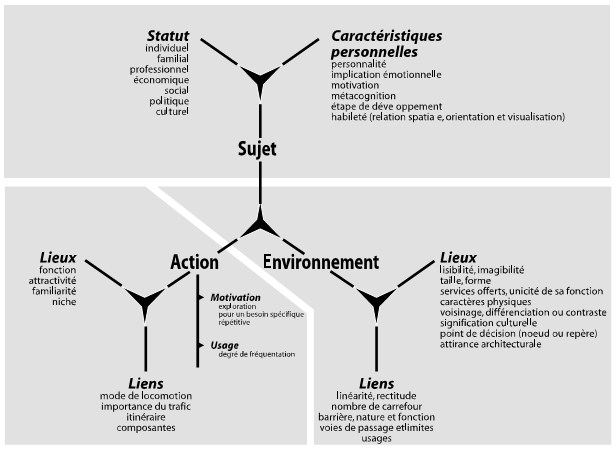 Statut
individuel
familial
professionnel
économique
social
politique
culturel
Caractéristiques
personnelles
personnalité
implication émotionnelle
motivation
métacognition
étape de déve oppement
habileté (relation spatia e, orientation et visualisation)
Sujet
Action
Environnement
Lieux
fonction
attractivité
familiarité
niche
Motivation
exploration
pour un besoin spécifique
répétitive
Usage
degré de fréquentation
Liens
mode de locomotion
importance du trafic
itinéraire
composantes
Lieux
lisibilité, imagibilité
taille, forme
services offerts, unicité de sa fonction
caractères physiques
voisinage, différenciation ou contraste
signification culturelle
point de décision (noeud ou repère)
attirance architecturale
Liens
linéarité, rectitude
nombre de carrefour
barrière, nature et fonction
voies de passage etlimites
usages